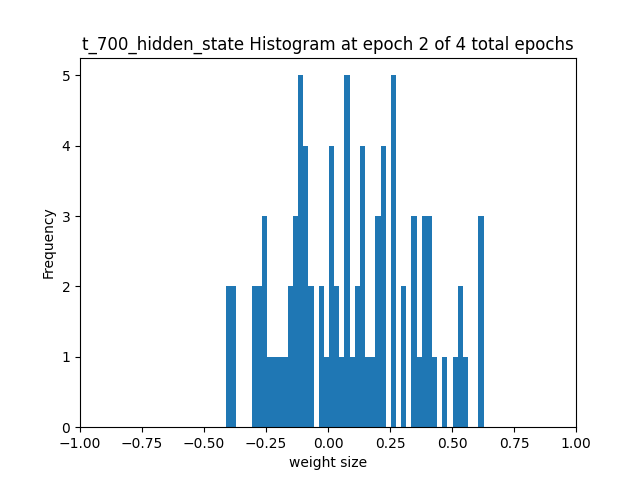 t_700_hidden_state Histogram at epoch 2 of 4 total epochs
5
4
3
2
1
0
Frequency
−1.00 −0.75 −0.50 −0.25 0.00 0.25 0.50 0.75 1.00
weight size